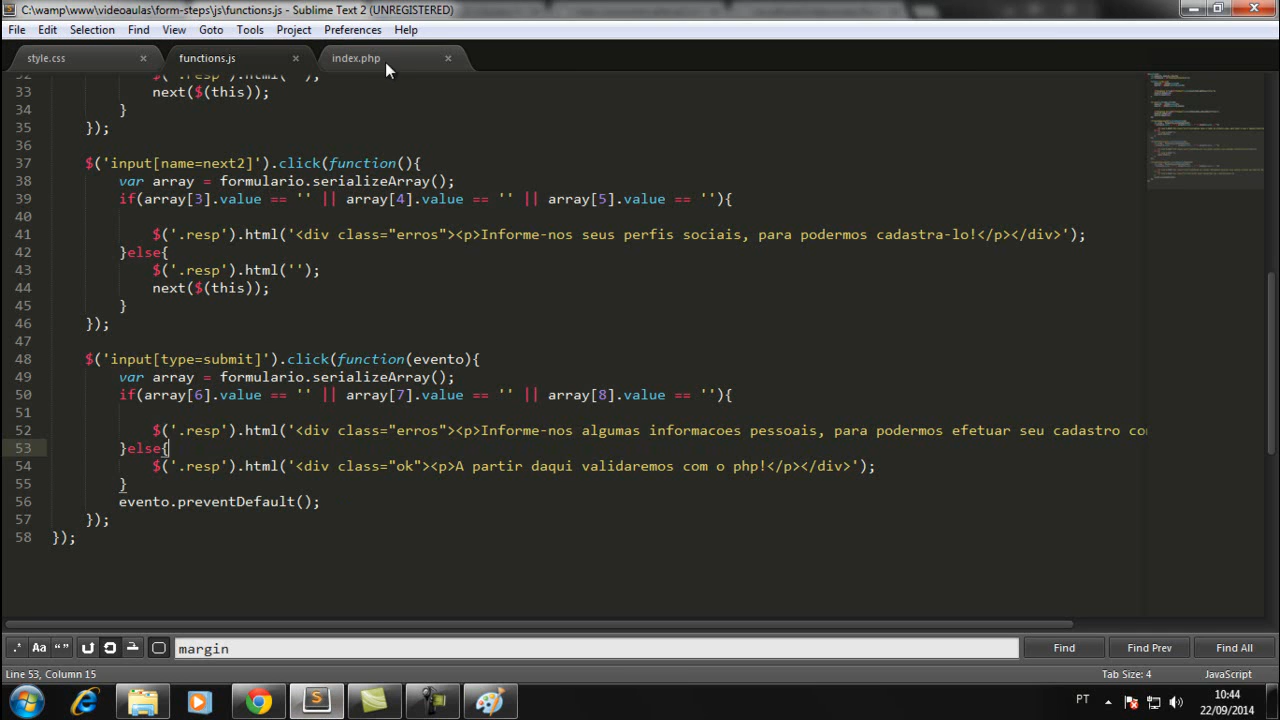 C:\wamp\www\videoaulas\form-steps\js\functions.js - Sublime Text 2 (UNREGISTERED)
File Edit Selection Find View Goto Tools Project Preferences Help
style.css × functions.js × index.php ×
33 next($(this));
34 }
35 });
36
37 $('input[name=next2]').click(function(){
38 var array = formulario.serializeArray();
39 if(array[3].value == '' || array[4].value == '' || array[5].value == ''){
40
41 $('.resp').html('<div class="erros"><p>Informe-nos seus perfis sociais, para podermos cadastra-lo!</p></div>');
42 }else{
43 $('.resp').html('');
44 next($(this));
45 }
46 });
47
48 $('input[type=submit]').click(function(evento){
49 var array = formulario.serializeArray();
50 if(array[6].value == '' || array[7].value == '' || array[8].value == ''){
51
52 $('.resp').html('<div class="erros"><p>Informe-nos algumas informacoes pessoais, para podermos efetuar seu cadastro
53 }else{
54 $('.resp').html('<div class="ok"><p>A partir daqui validaremos com o php!</p></div>');
55 }
56 evento.preventDefault();
57 });
58 });
.* Aa “ ” margin Find Find Prev Find All
Line 53, Column 15 Tab Size: 4 JavaScript
PT 10:44
22/09/2014